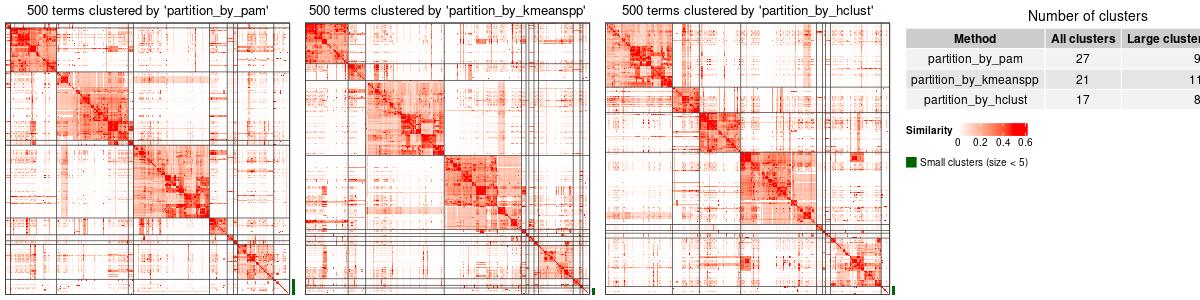 500 terms clustered by 'partition_by_pam'
500 terms clustered by 'partition_by_kmeanspp'
500 terms clustered by 'partition_by_hclust'
Number of clusters
Method All clusters Large cluster
partition_by_pam 27 9
partition_by_kmeanspp 21 11
partition_by_hclust 17 8
Similarity
0 0.2 0.4 0.6
Small clusters (size < 5)